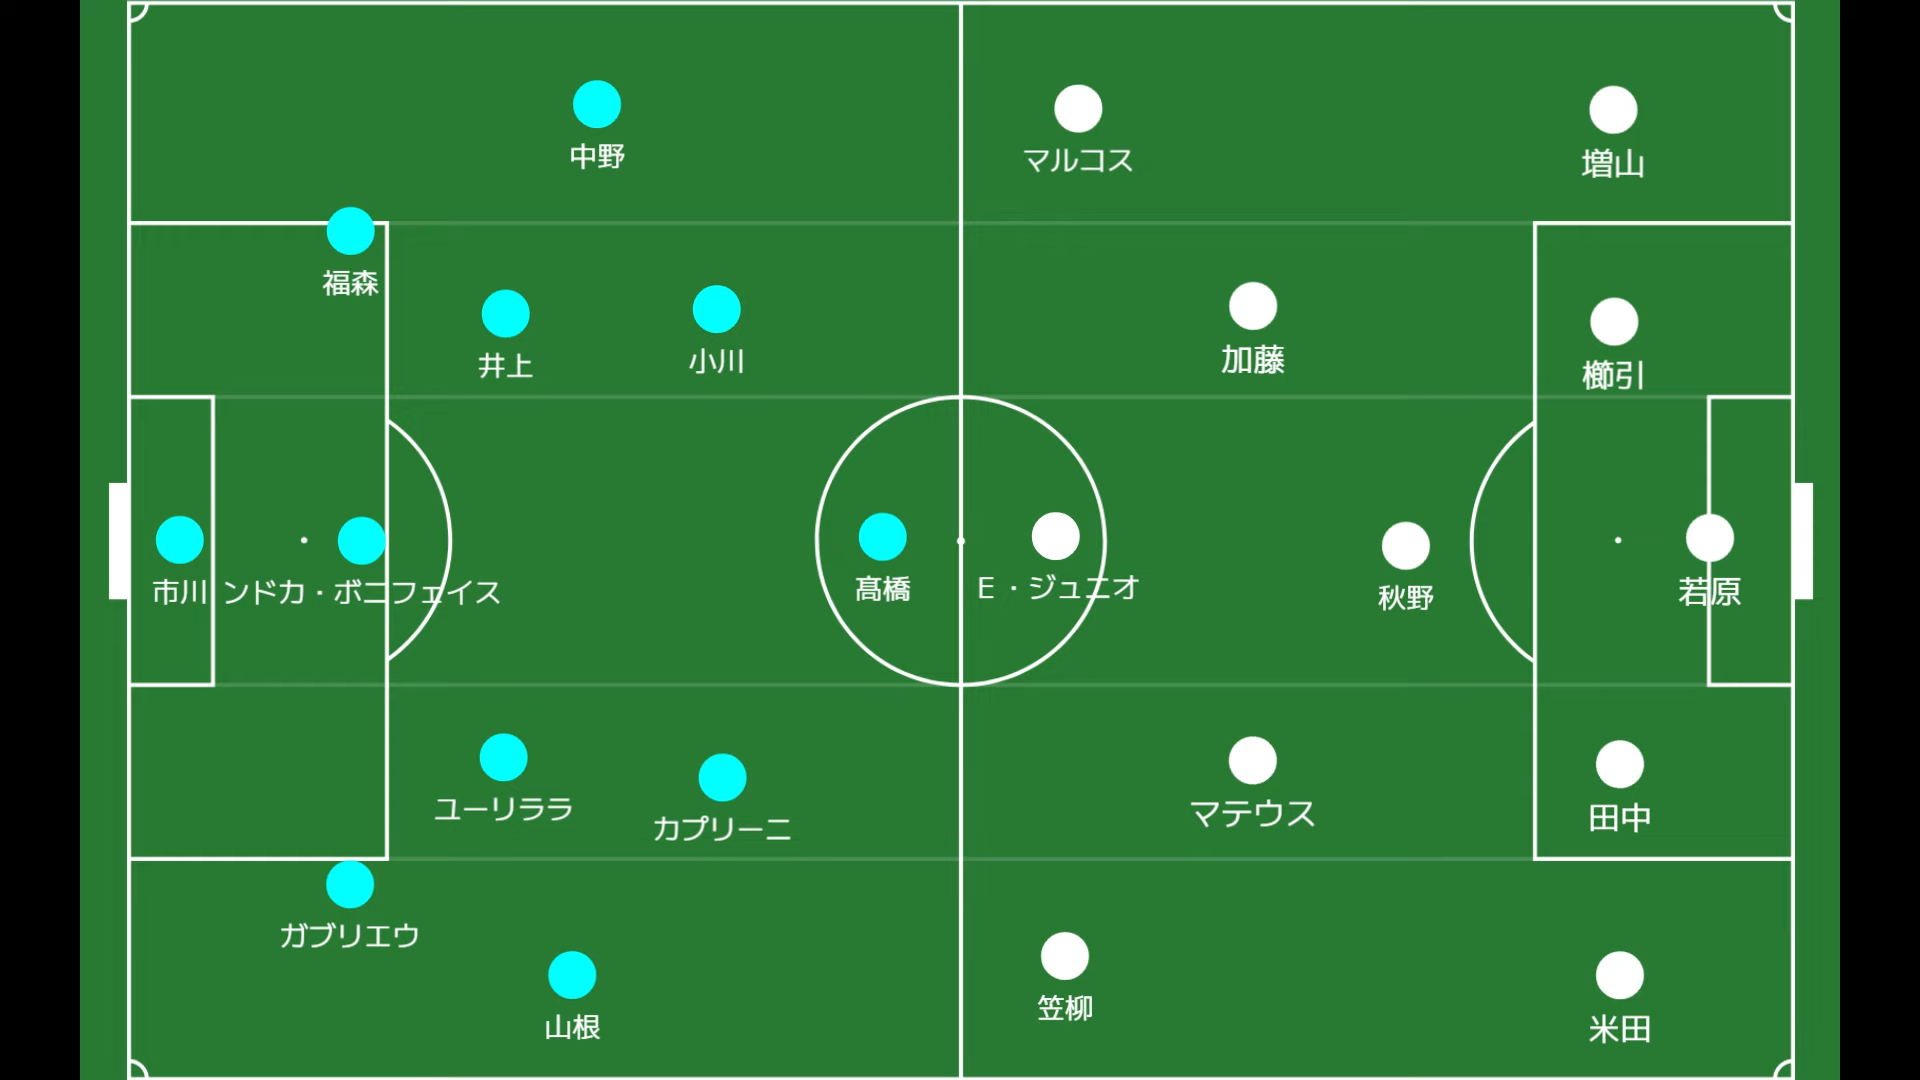 中野
マルコス
増山
福森
井上
小川
加藤
櫛引
市川
ンドカ・ボニフェイス
髙橋
E・ジュニオ
秋野
若原
ユーリララ
カプリーニ
マテウス
田中
ガブリエウ
山根
笠柳
米田